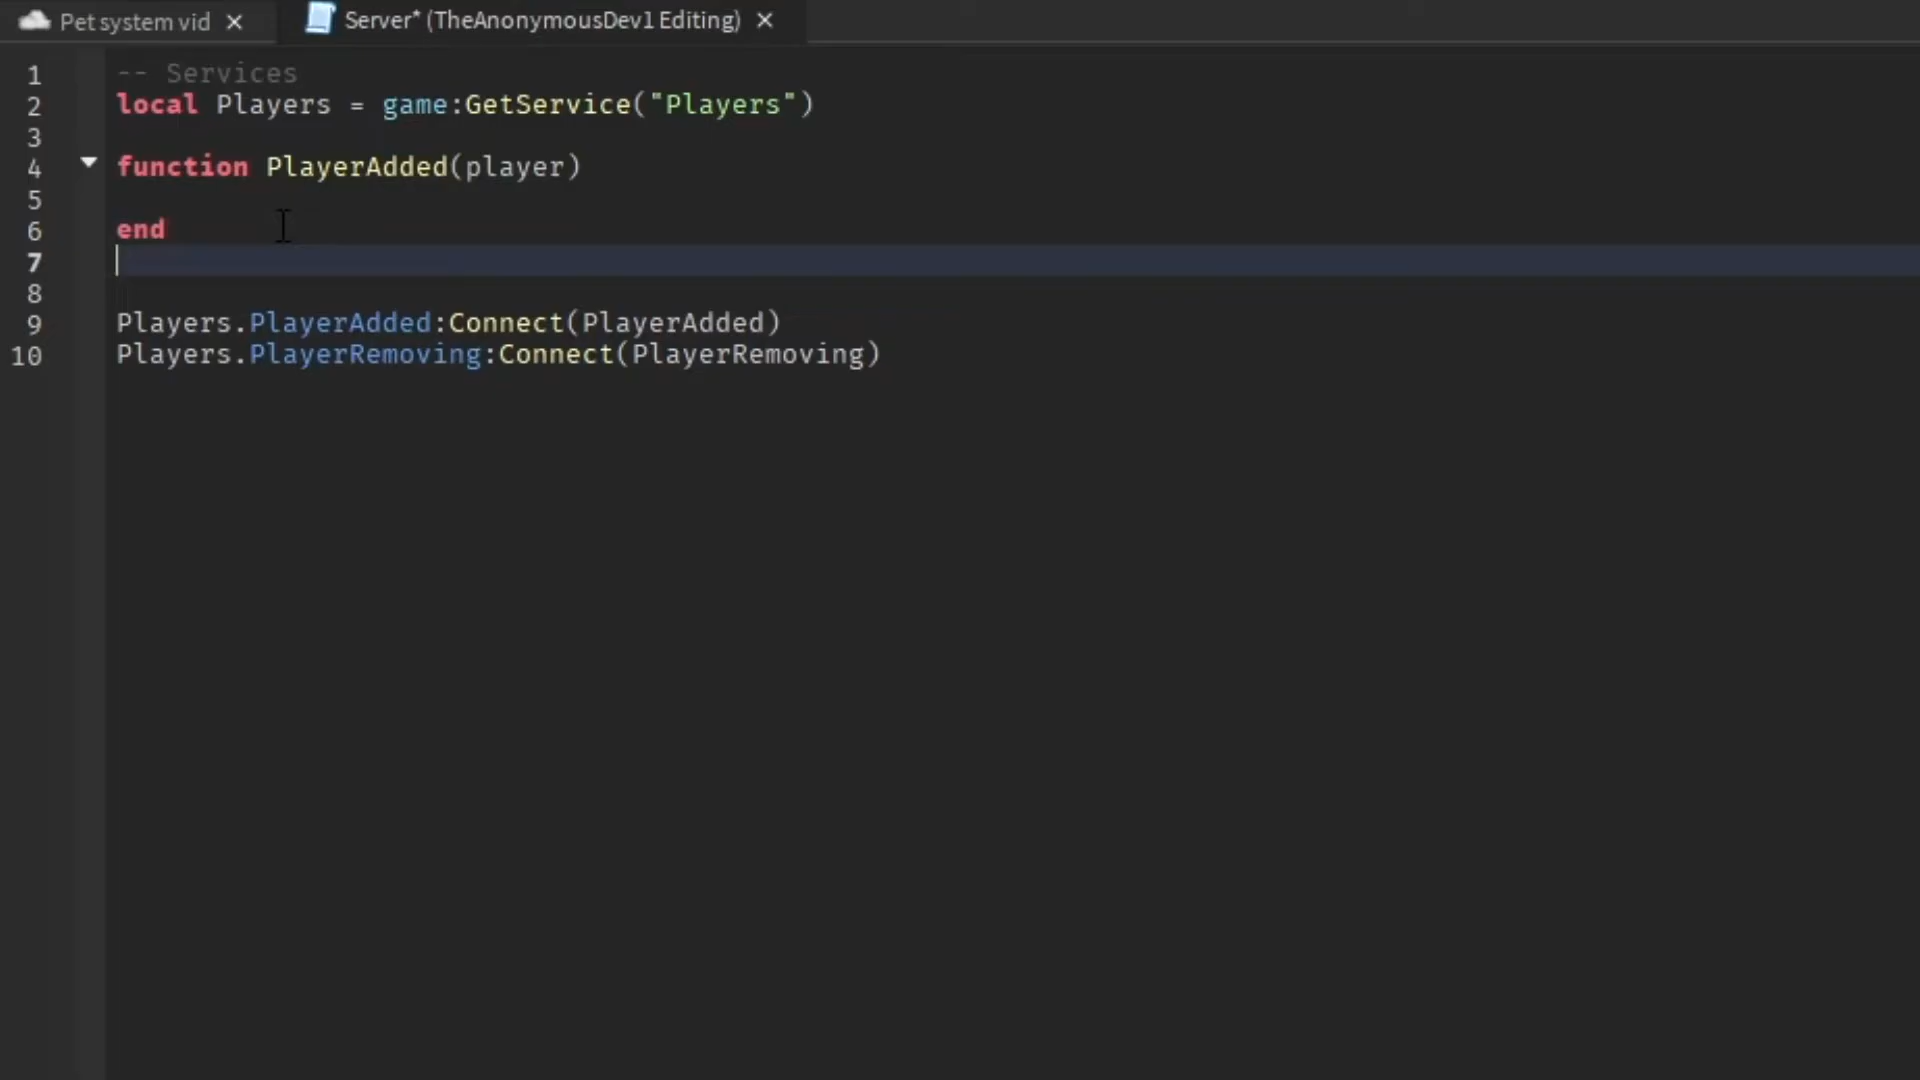 Pet system vid
Server* (TheAnonymousDev1 Editing)
1 -- Services
2 local Players = game:GetService("Players")
3
4 function PlayerAdded(player)
5
6 end
7
8
9 Players.PlayerAdded:Connect(PlayerAdded)
10 Players.PlayerRemoving:Connect(PlayerRemoving)